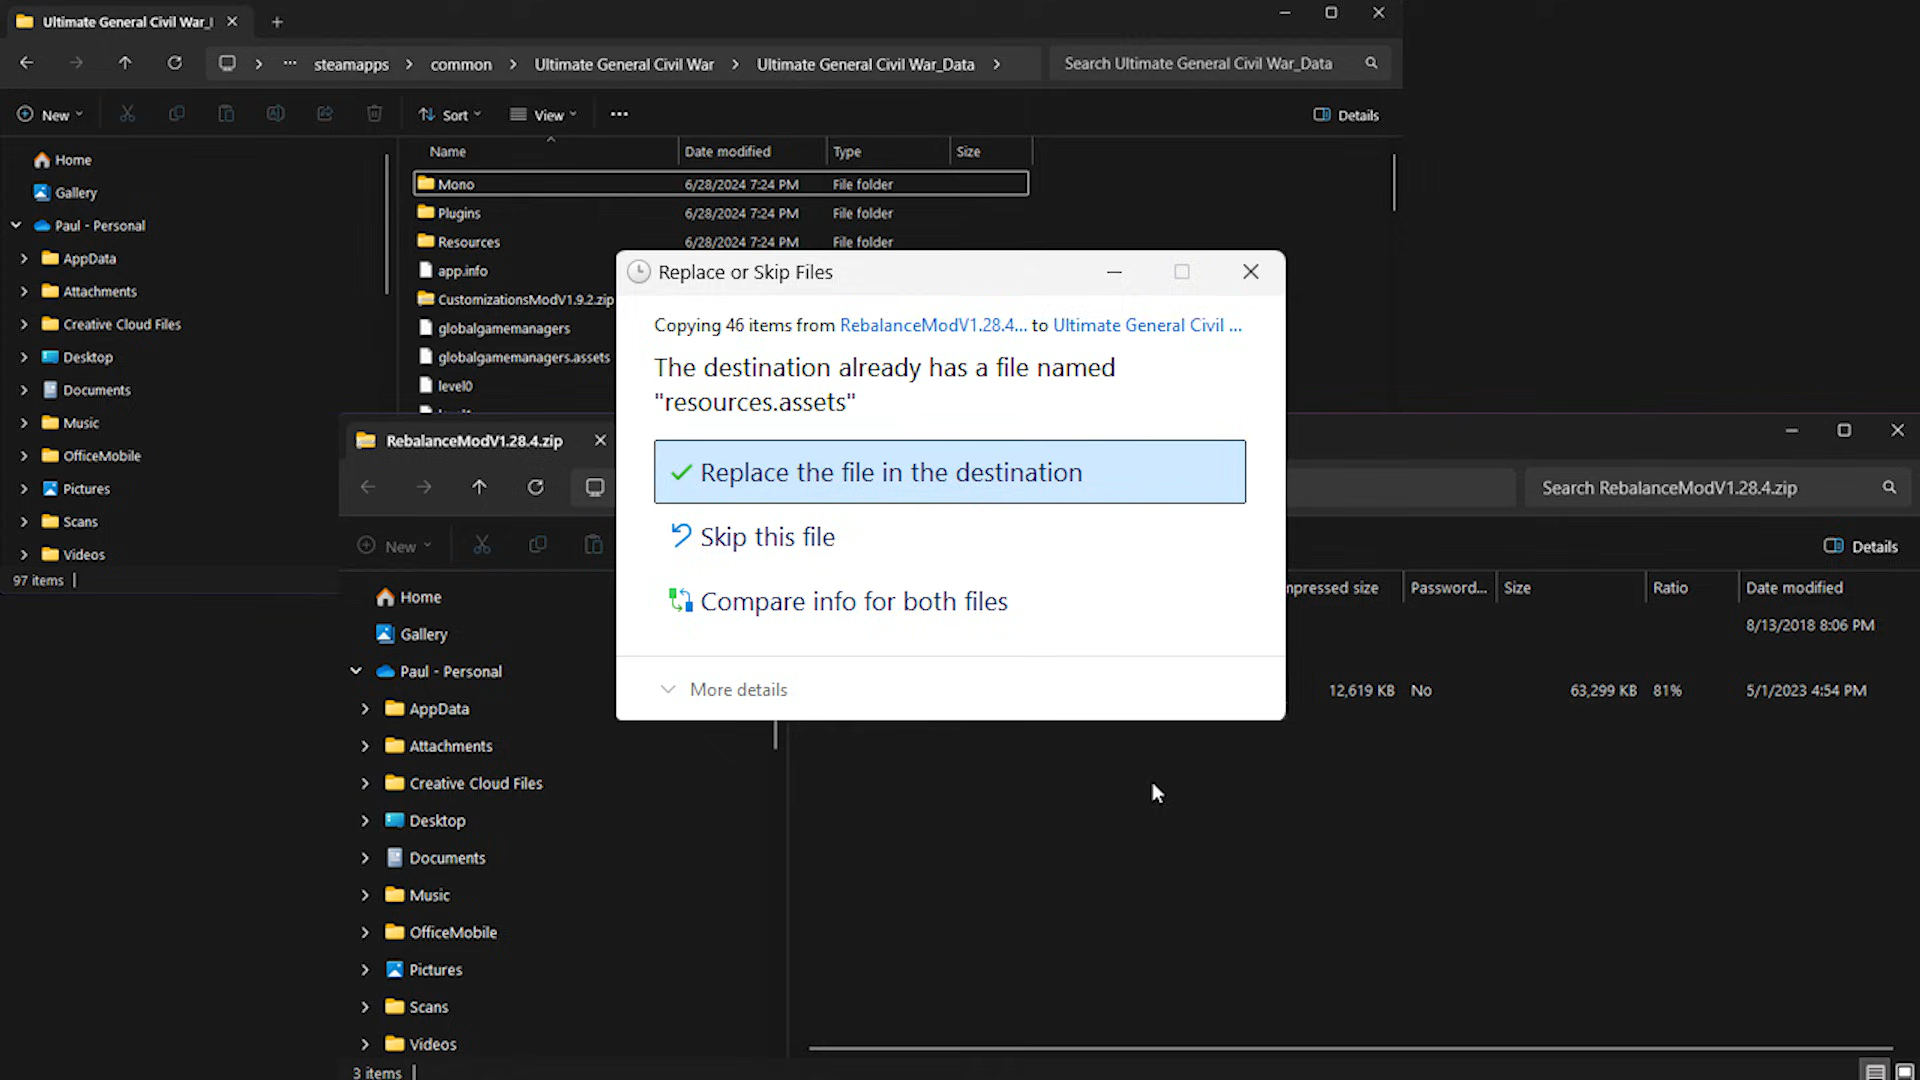 Ultimate General Civil War_
steamapps > common > Ultimate General Civil War > Ultimate General Civil War_Data >
Search Ultimate General Civil War_Data
New
Sort
View
Details
Home
Gallery
Paul - Personal
AppData
Attachments
Creative Cloud Files
Desktop
Documents
Music
OfficeMobile
Pictures
Scans
Videos
97 items
Name Date modified Type Size
Mono 6/28/2024 7:24 PM File folder
Plugins 6/28/2024 7:24 PM File folder
Resources 6/28/2024 7:24 PM File folder
app.info
CustomizationsModV1.9.2.zip
globalgamemanagers
globalgamemanagers.assets
level0
Replace or Skip Files
Copying 46 items from RebalanceModV1.28.4... to Ultimate General Civil ...
The destination already has a file named
"resources.assets"
Replace the file in the destination
Skip this file
Compare info for both files
More details
RebalanceModV1.28.4.zip
Search RebalanceModV1.28.4.zip
New
Details
Home
Gallery
Paul - Personal
AppData
Attachments
Creative Cloud Files
Desktop
Documents
Music
OfficeMobile
Pictures
Scans
Videos
3 items
mpressed size Password... Size Ratio Date modified
8/13/2018 8:06 PM
12,619 KB No 63,299 KB 81% 5/1/2023 4:54 PM